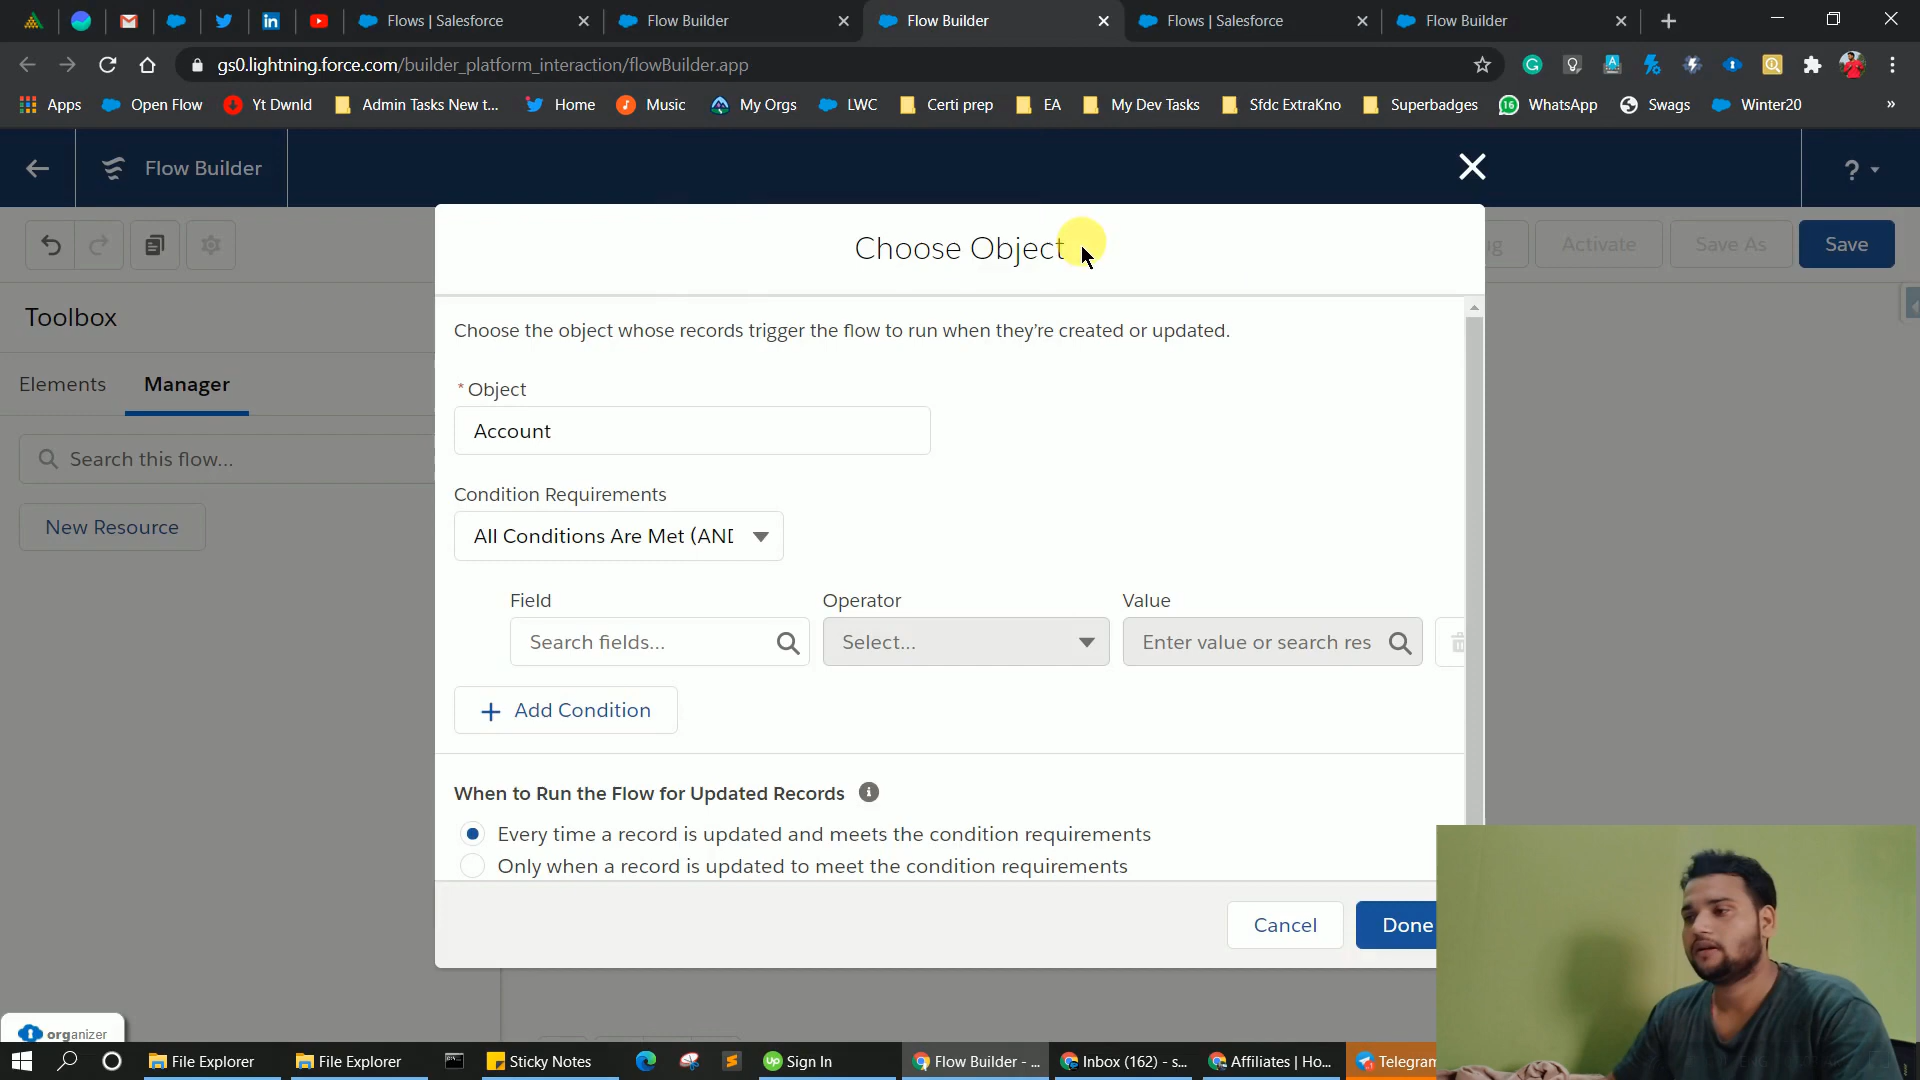 Flows | Salesforce
Flow Builder
Flow Builder
Flows | Salesforce
Flow Builder
gs0.lightning.force.com/builder_platform_interaction/flowBuilder.app
Apps
Open Flow
Yt Dwnld
Admin Tasks New t...
Home
Music
My Orgs
LWC
Certi prep
EA
My Dev Tasks
Sfdc ExtraKno
Superbadges
16
WhatsApp
Swags
Winter20
»
Flow Builder
?
Activate
Save As
Save
Choose Object
Toolbox
Elements
Manager
Search this flow...
New Resource
Choose the object whose records trigger the flow to run when they're created or updated.
* Object
Account
Condition Requirements
All Conditions Are Met (AND
Field
Operator
Value
Search fields...
Select...
Enter value or search res
+ Add Condition
When to Run the Flow for Updated Records
Every time a record is updated and meets the condition requirements
Only when a record is updated to meet the condition requirements
Cancel
Done
organizer
File Explorer
File Explorer
Sticky Notes
Up
Sign In
Flow Builder - ...
Inbox (162) - s...
Affiliates | Ho...
Telegram